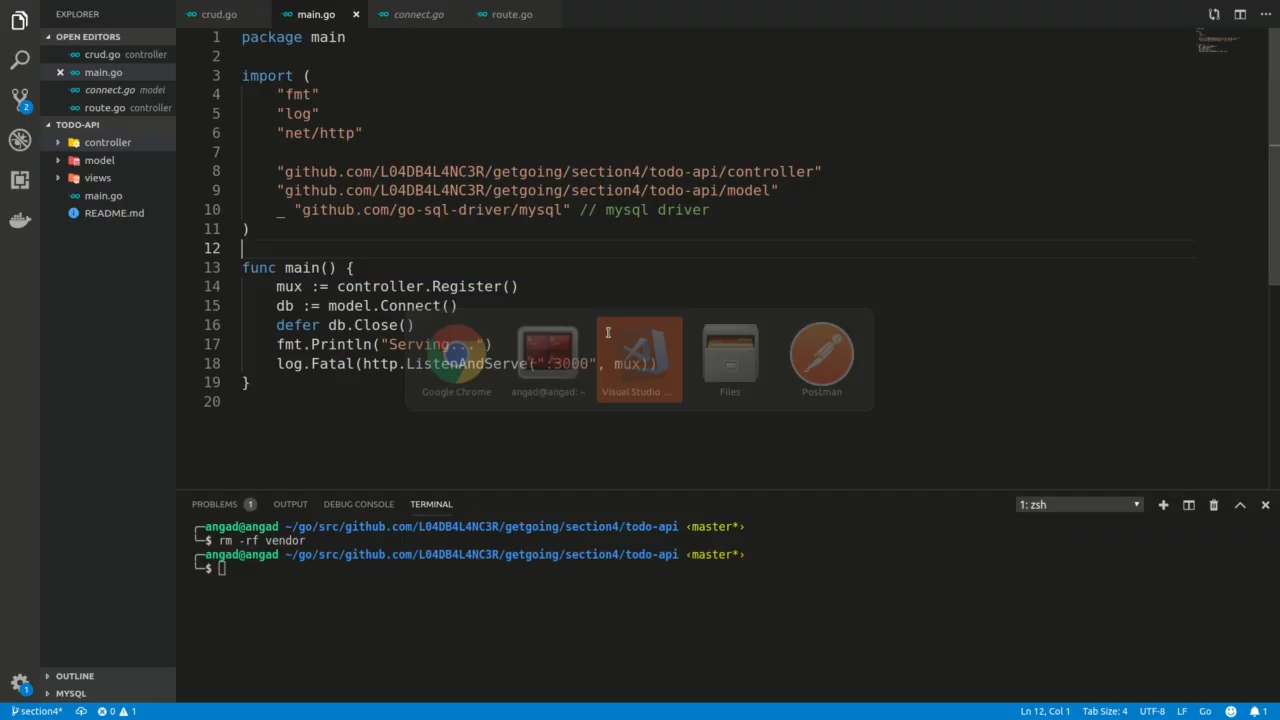 EXPLORER
OPEN EDITORS
crud.go controller
main.go
connect.go model
route.go controller
TODO-API
controller
model
views
main.go
README.md
OUTLINE
MYSQL
crud.go
main.go
connect.go
route.go
1 package main
2
3 import (
4 "fmt"
5 "log"
6 "net/http"
7
8 "github.com/L04DB4L4NC3R/getgoing/section4/todo-api/controller"
9 "github.com/L04DB4L4NC3R/getgoing/section4/todo-api/model"
10 _ "github.com/go-sql-driver/mysql" // mysql driver
11 )
12
13 func main() {
14 mux := controller.Register()
15 db := model.Connect()
16 defer db.Close()
17 fmt.Println("Serving...")
18 log.Fatal(http.ListenAndServe(":3000", mux))
19 }
20
Google Chrome
angad@angad: ~
Visual Studio ...
Files
Postman
PROBLEMS 1
OUTPUT
DEBUG CONSOLE
TERMINAL
1: zsh
angad@angad ~/go/src/github.com/L04DB4L4NC3R/getgoing/section4/todo-api ‹master*›
$ rm -rf vendor
angad@angad ~/go/src/github.com/L04DB4L4NC3R/getgoing/section4/todo-api ‹master*›
$
2
1
section4*
0 1
Ln 12, Col 1
Tab Size: 4
UTF-8
LF
Go
1